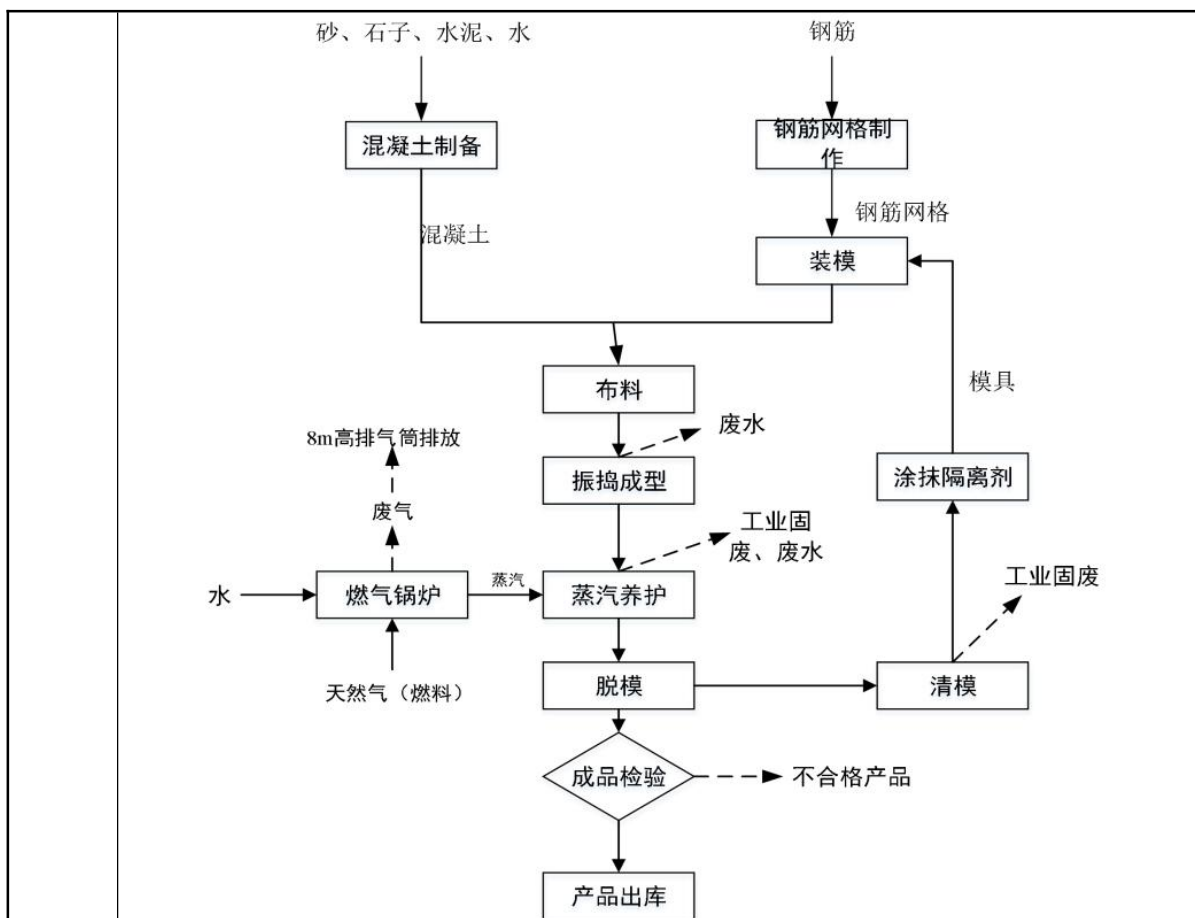 砂、石子、水泥、水
钢筋
混凝土制备
钢筋网格制
作
钢筋网格
混凝土
装模
布料
模具
废水
8m高排气筒排放
振捣成型
涂抹隔离剂
废气
工业固
废、废水
水
燃气锅炉
蒸汽
蒸汽养护
工业固废
天然气（燃料）
脱模
清模
成品检验
不合格产品
产品出库